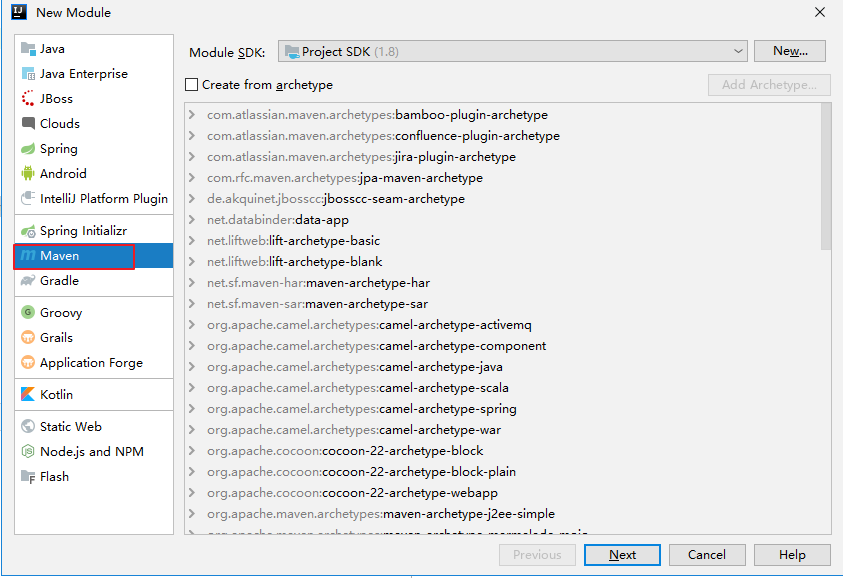 New Module
Java
Java Enterprise
JBoss
Clouds
Spring
Android
IntelliJ Platform Plugin
Spring Initializr
Maven
Gradle
Groovy
Grails
Application Forge
Kotlin
Static Web
Node.js and NPM
Flash
Module SDK: Project SDK (1.8) New...
Create from archetype Add Archetype...
com.atlassian.maven.archetypes:bamboo-plugin-archetype
com.atlassian.maven.archetypes:confluence-plugin-archetype
com.atlassian.maven.archetypes:jira-plugin-archetype
com.rfc.maven.archetypes:jpa-maven-archetype
de.akquinet.jbosscc:jbosscc-seam-archetype
net.databinder:data-app
net.liftweb:lift-archetype-basic
net.liftweb:lift-archetype-blank
net.sf.maven-har:maven-archetype-har
net.sf.maven-sar:maven-archetype-sar
org.apache.camel.archetypes:camel-archetype-activemq
org.apache.camel.archetypes:camel-archetype-component
org.apache.camel.archetypes:camel-archetype-java
org.apache.camel.archetypes:camel-archetype-scala
org.apache.camel.archetypes:camel-archetype-spring
org.apache.camel.archetypes:camel-archetype-war
org.apache.cocoon:cocoon-22-archetype-block
org.apache.cocoon:cocoon-22-archetype-block-plain
org.apache.cocoon:cocoon-22-archetype-webapp
org.apache.maven.archetypes:maven-archetype-j2ee-simple
org.apache.maven.archetypes:maven-archetype-marmalade-mojo
Previous Next Cancel Help